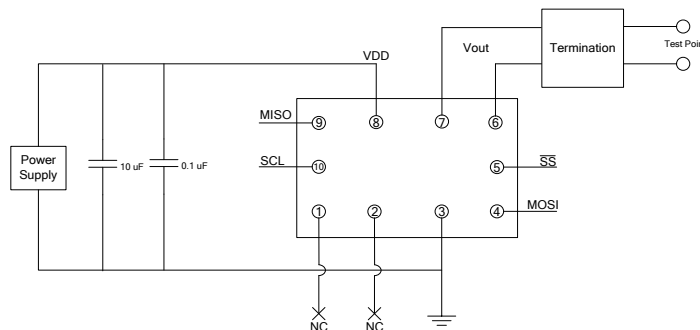 VDD
Vout
Termination
Test Poin
MISO
9
8
7
6
SCL
10
5
SS
Power
Supply
10 uF
0.1 uF
1
2
3
4
MOSI
NC
NC